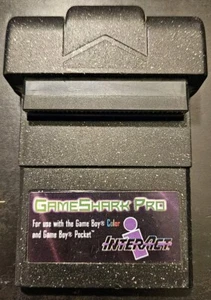 GameShark Pro
For use with the Game Boy® Color
and Game Boy® Pocket™
InterAct